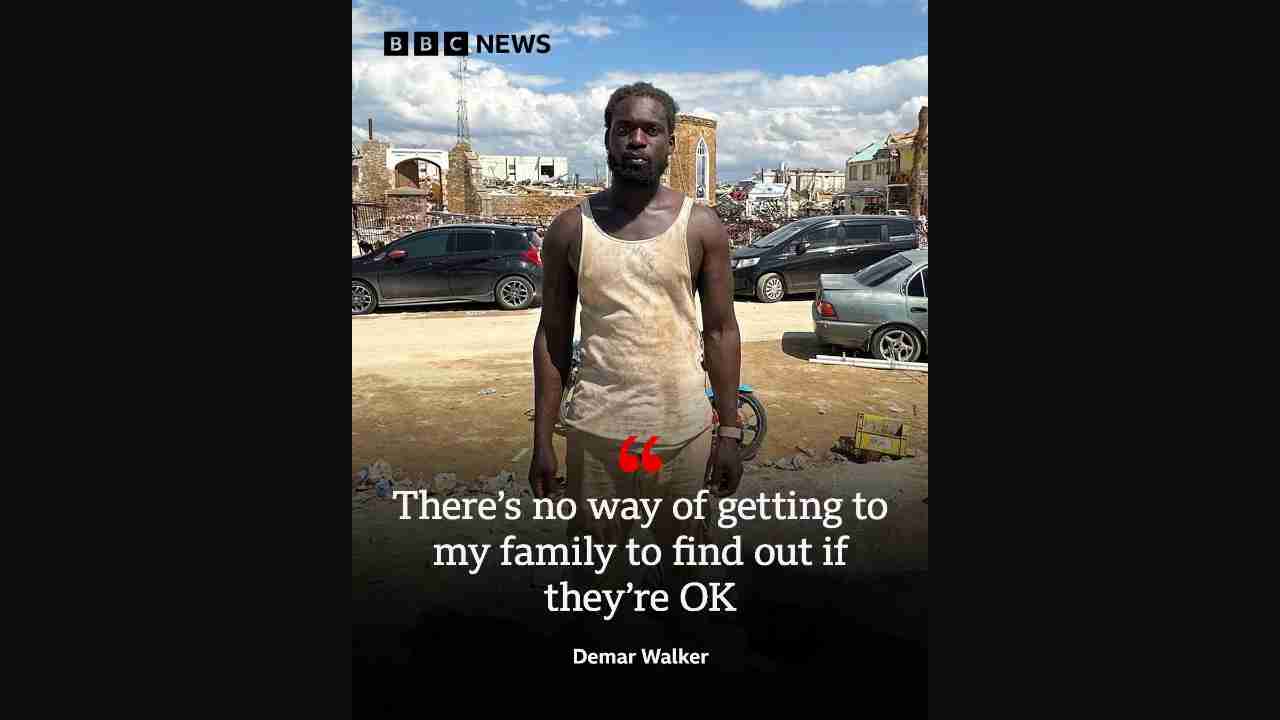 BBC NEWS
“
There’s no way of getting to
my family to find out if
they’re OK
Demar Walker